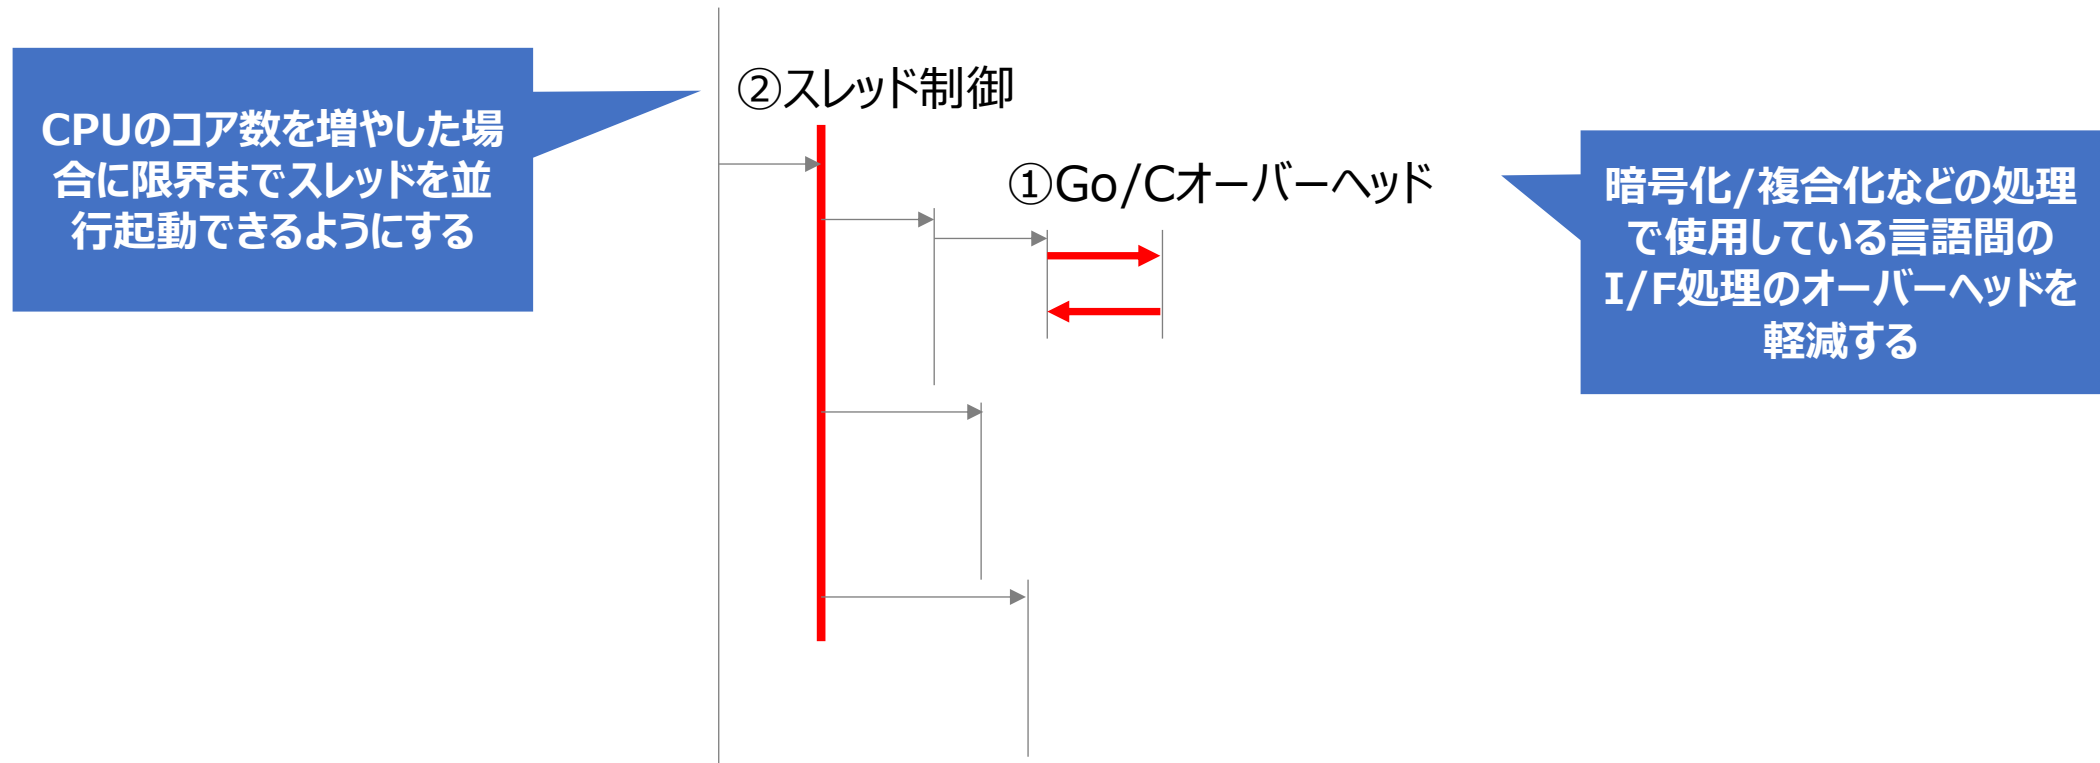 CPUのコア数を増やした場
合に限界までスレッドを並
行起動できるようにする
②スレッド制御
①Go/Cオーバーヘッド
暗号化/複合化などの処理
で使用している言語間の
I/F処理のオーバーヘッドを
軽減する